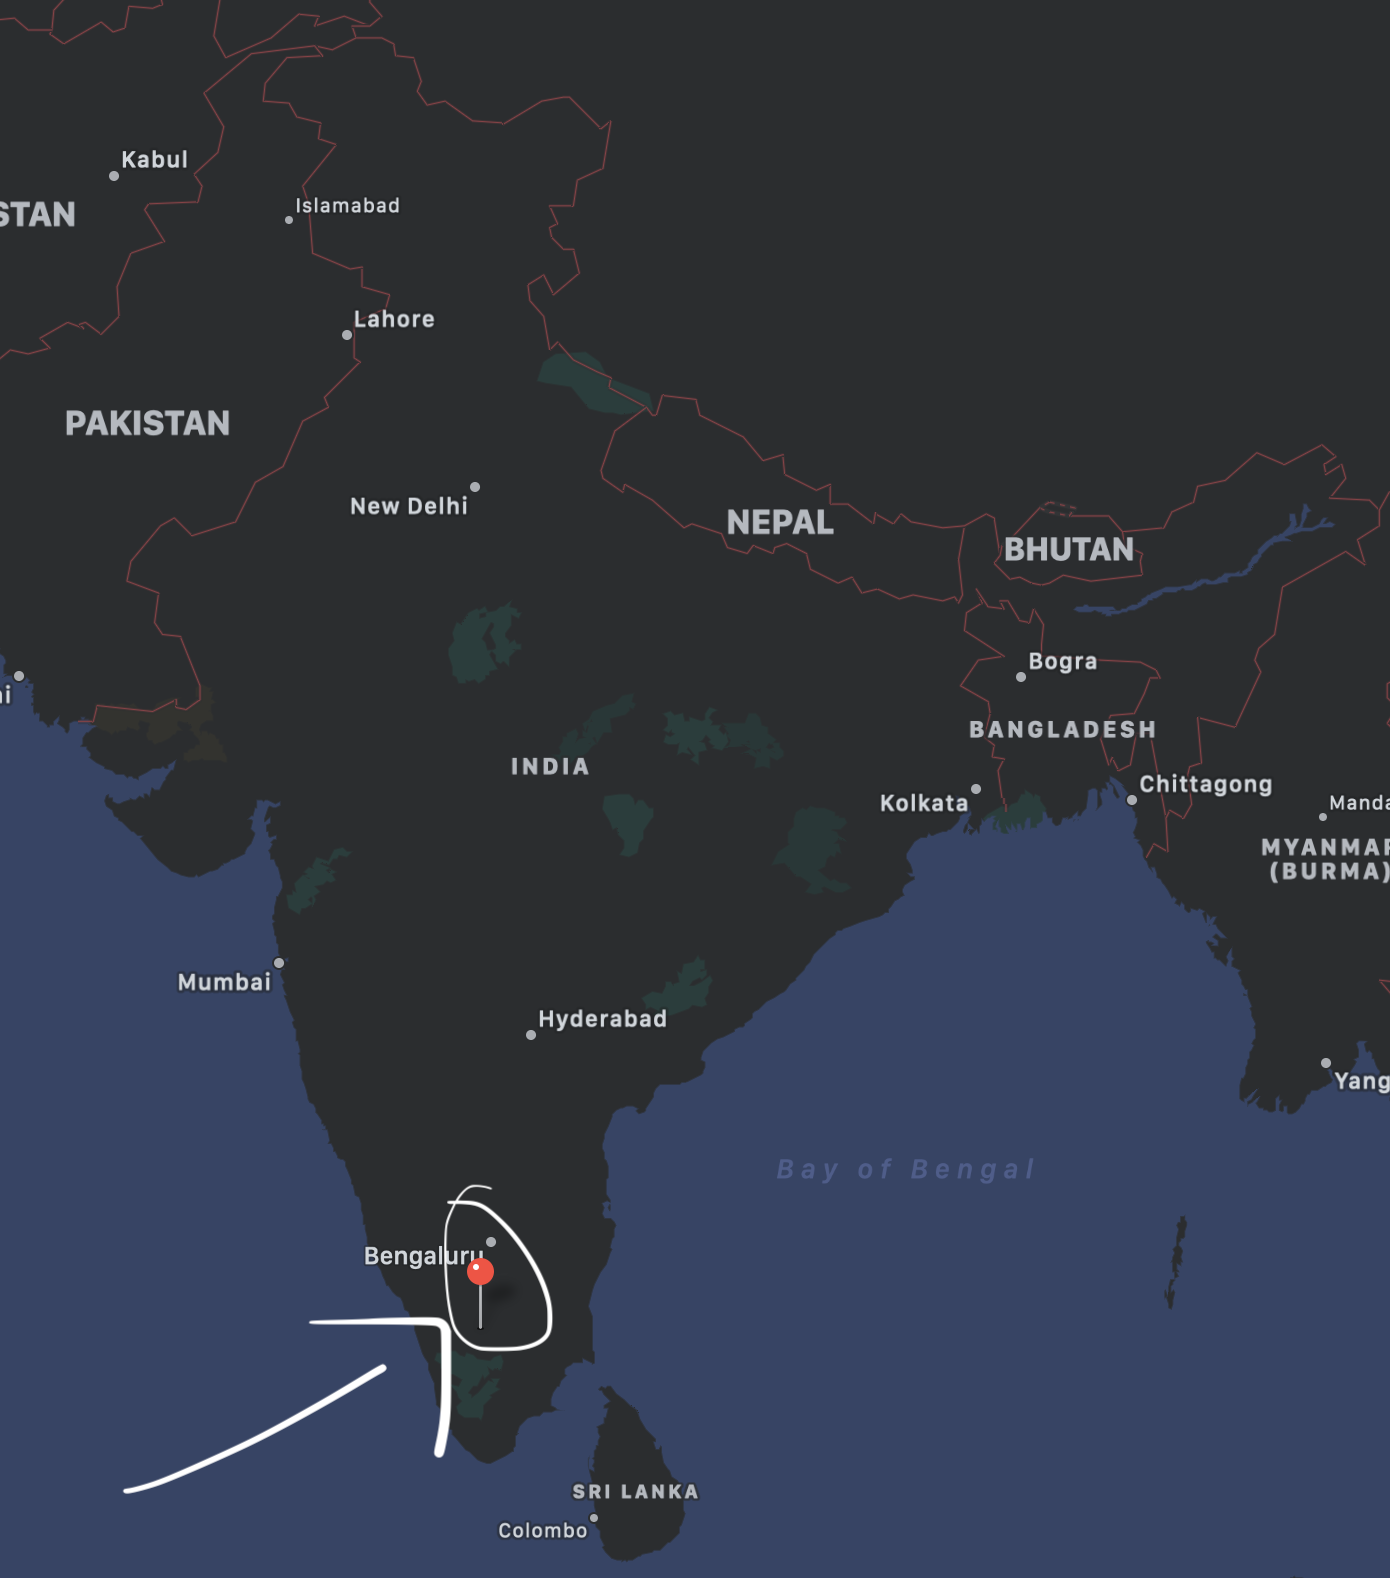 Kabul
STAN
Islamabad
Lahore
PAKISTAN
New Delhi
NEPAL
BHUTAN
Bogra
BANGLADESH
INDIA
Kolkata
Chittagong
Manda
MYANMAR
(BURMA)
Mumbai
Hyderabad
Yang
Bay of Bengal
Bengaluru
SRI LANKA
Colombo